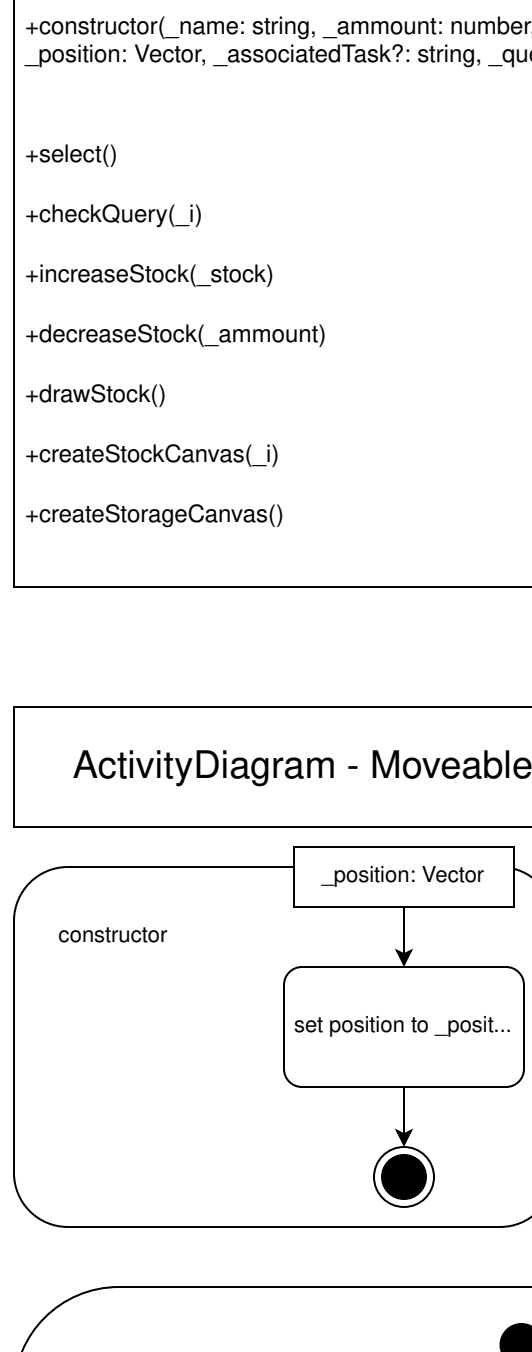 +constructor(_name: string, _ammount: number,
_position: Vector, _associatedTask?: string,
+select()
+checkQuery(_i)
+increaseStock(_stock)
+decreaseStock(_ammount)
+drawStock()
+createStockCanvas(_i)
+createStorageCanvas()
ActivityDiagram - Moveable
_position: Vector
constructor
set position to _posit...